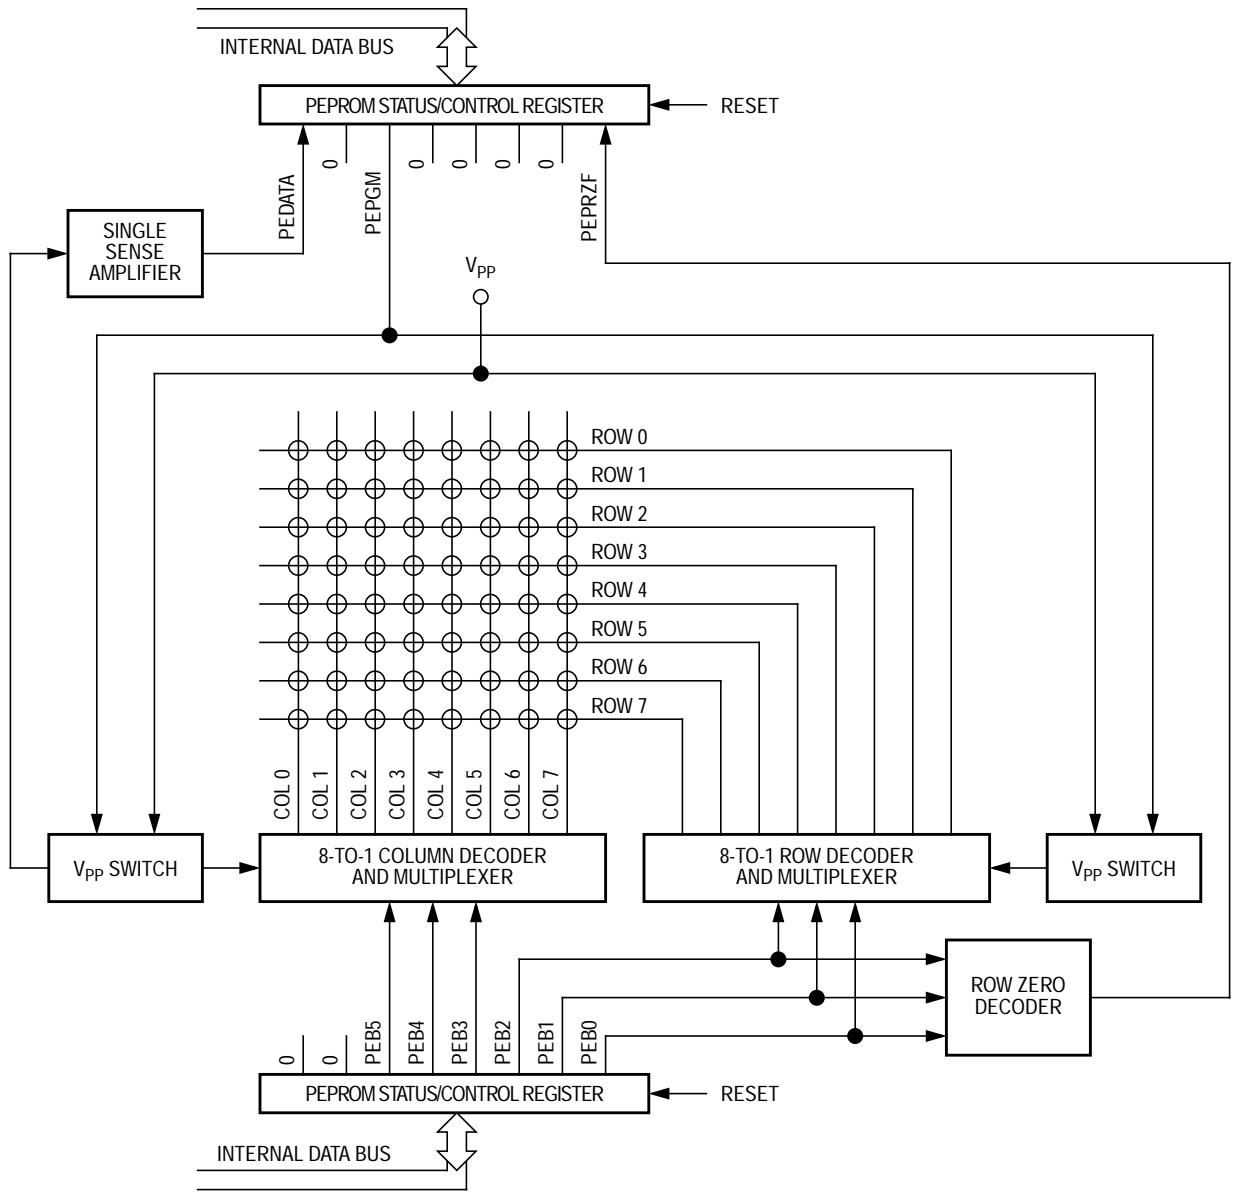 INTERNAL DATA BUS
PEPROM STATUS/CONTROL REGISTER
RESET
PEDATA
0
PEPGM
0
0
0
0
PEPRZF
SINGLE
SENSE
AMPLIFIER
VPP
ROW 0
ROW 1
ROW 2
ROW 3
ROW 4
ROW 5
ROW 6
ROW 7
COL 0
COL 1
COL 2
COL 3
COL 4
COL 5
COL 6
COL 7
VPP SWITCH
8-TO-1 COLUMN DECODER
AND MULTIPLEXER
8-TO-1 ROW DECODER
AND MULTIPLEXER
VPP SWITCH
ROW ZERO
DECODER
0
0
PEB5
PEB4
PEB3
PEB2
PEB1
PEB0
PEPROM STATUS/CONTROL REGISTER
RESET
INTERNAL DATA BUS